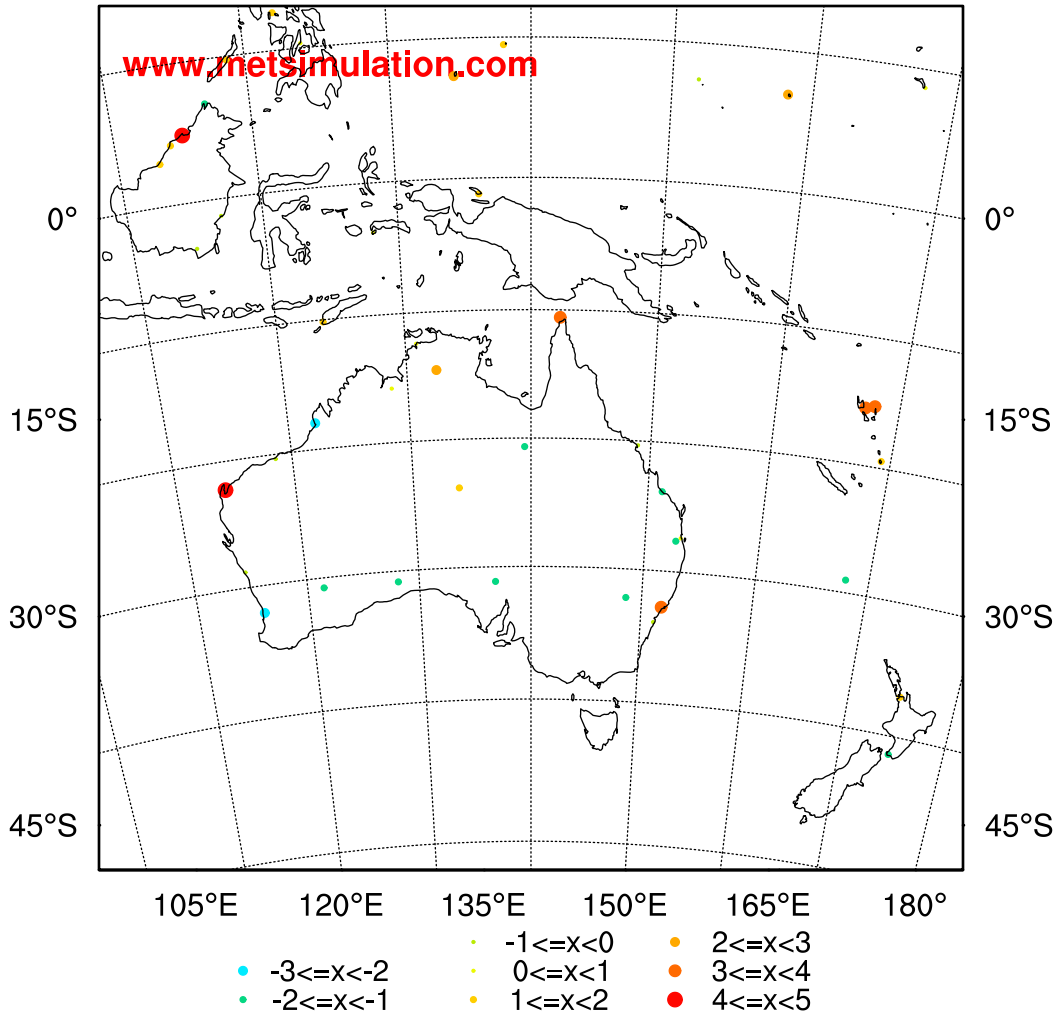 www.metsimulation.com
0° 0°
15°S 15°S
30°S 30°S
45°S 45°S
105°E 120°E 135°E 150°E 165°E 180°
-1<=x<0 2<=x<3
-3<=x<-2 0<=x<1 3<=x<4
-2<=x<-1 1<=x<2 4<=x<5